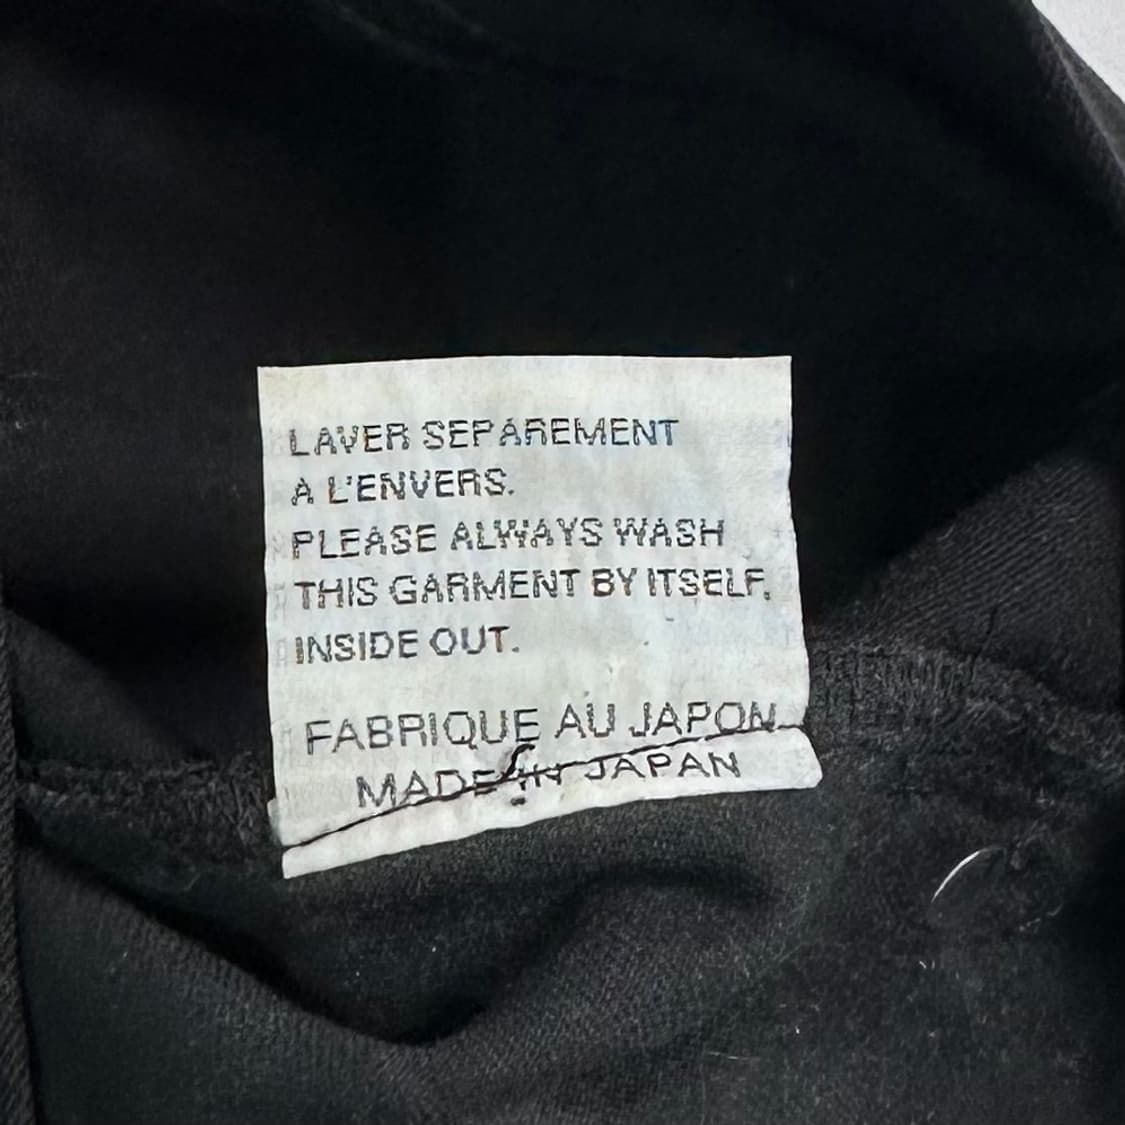 LAVER SEPAREMENT
A L'ENVERS.
PLEASE ALWAYS WASH
THIS GARMENT BY ITSELF,
INSIDE OUT.
FABRIQUE AU JAPON
MADE IN JAPAN